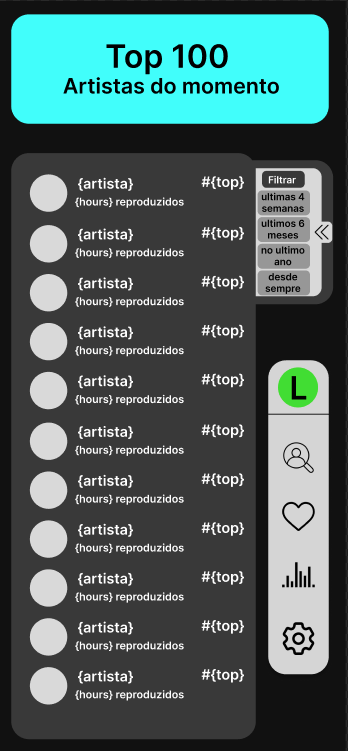 Top 100
Artistas do momento
{artista}
#{top}
{hours} reproduzidos
{artista}
#{top}
{hours} reproduzidos
{artista}
#{top}
{hours} reproduzidos
{artista}
#{top}
{hours} reproduzidos
{artista}
#{top}
{hours} reproduzidos
{artista}
#{top}
{hours} reproduzidos
{artista}
#{top}
{hours} reproduzidos
{artista}
#{top}
{hours} reproduzidos
{artista}
#{top}
{hours} reproduzidos
{artista}
#{top}
{hours} reproduzidos
{artista}
#{top}
{hours} reproduzidos
Filtrar
ultimas 4
semanas
ultimos 6
meses
no ultimo
ano
desde
sempre
L